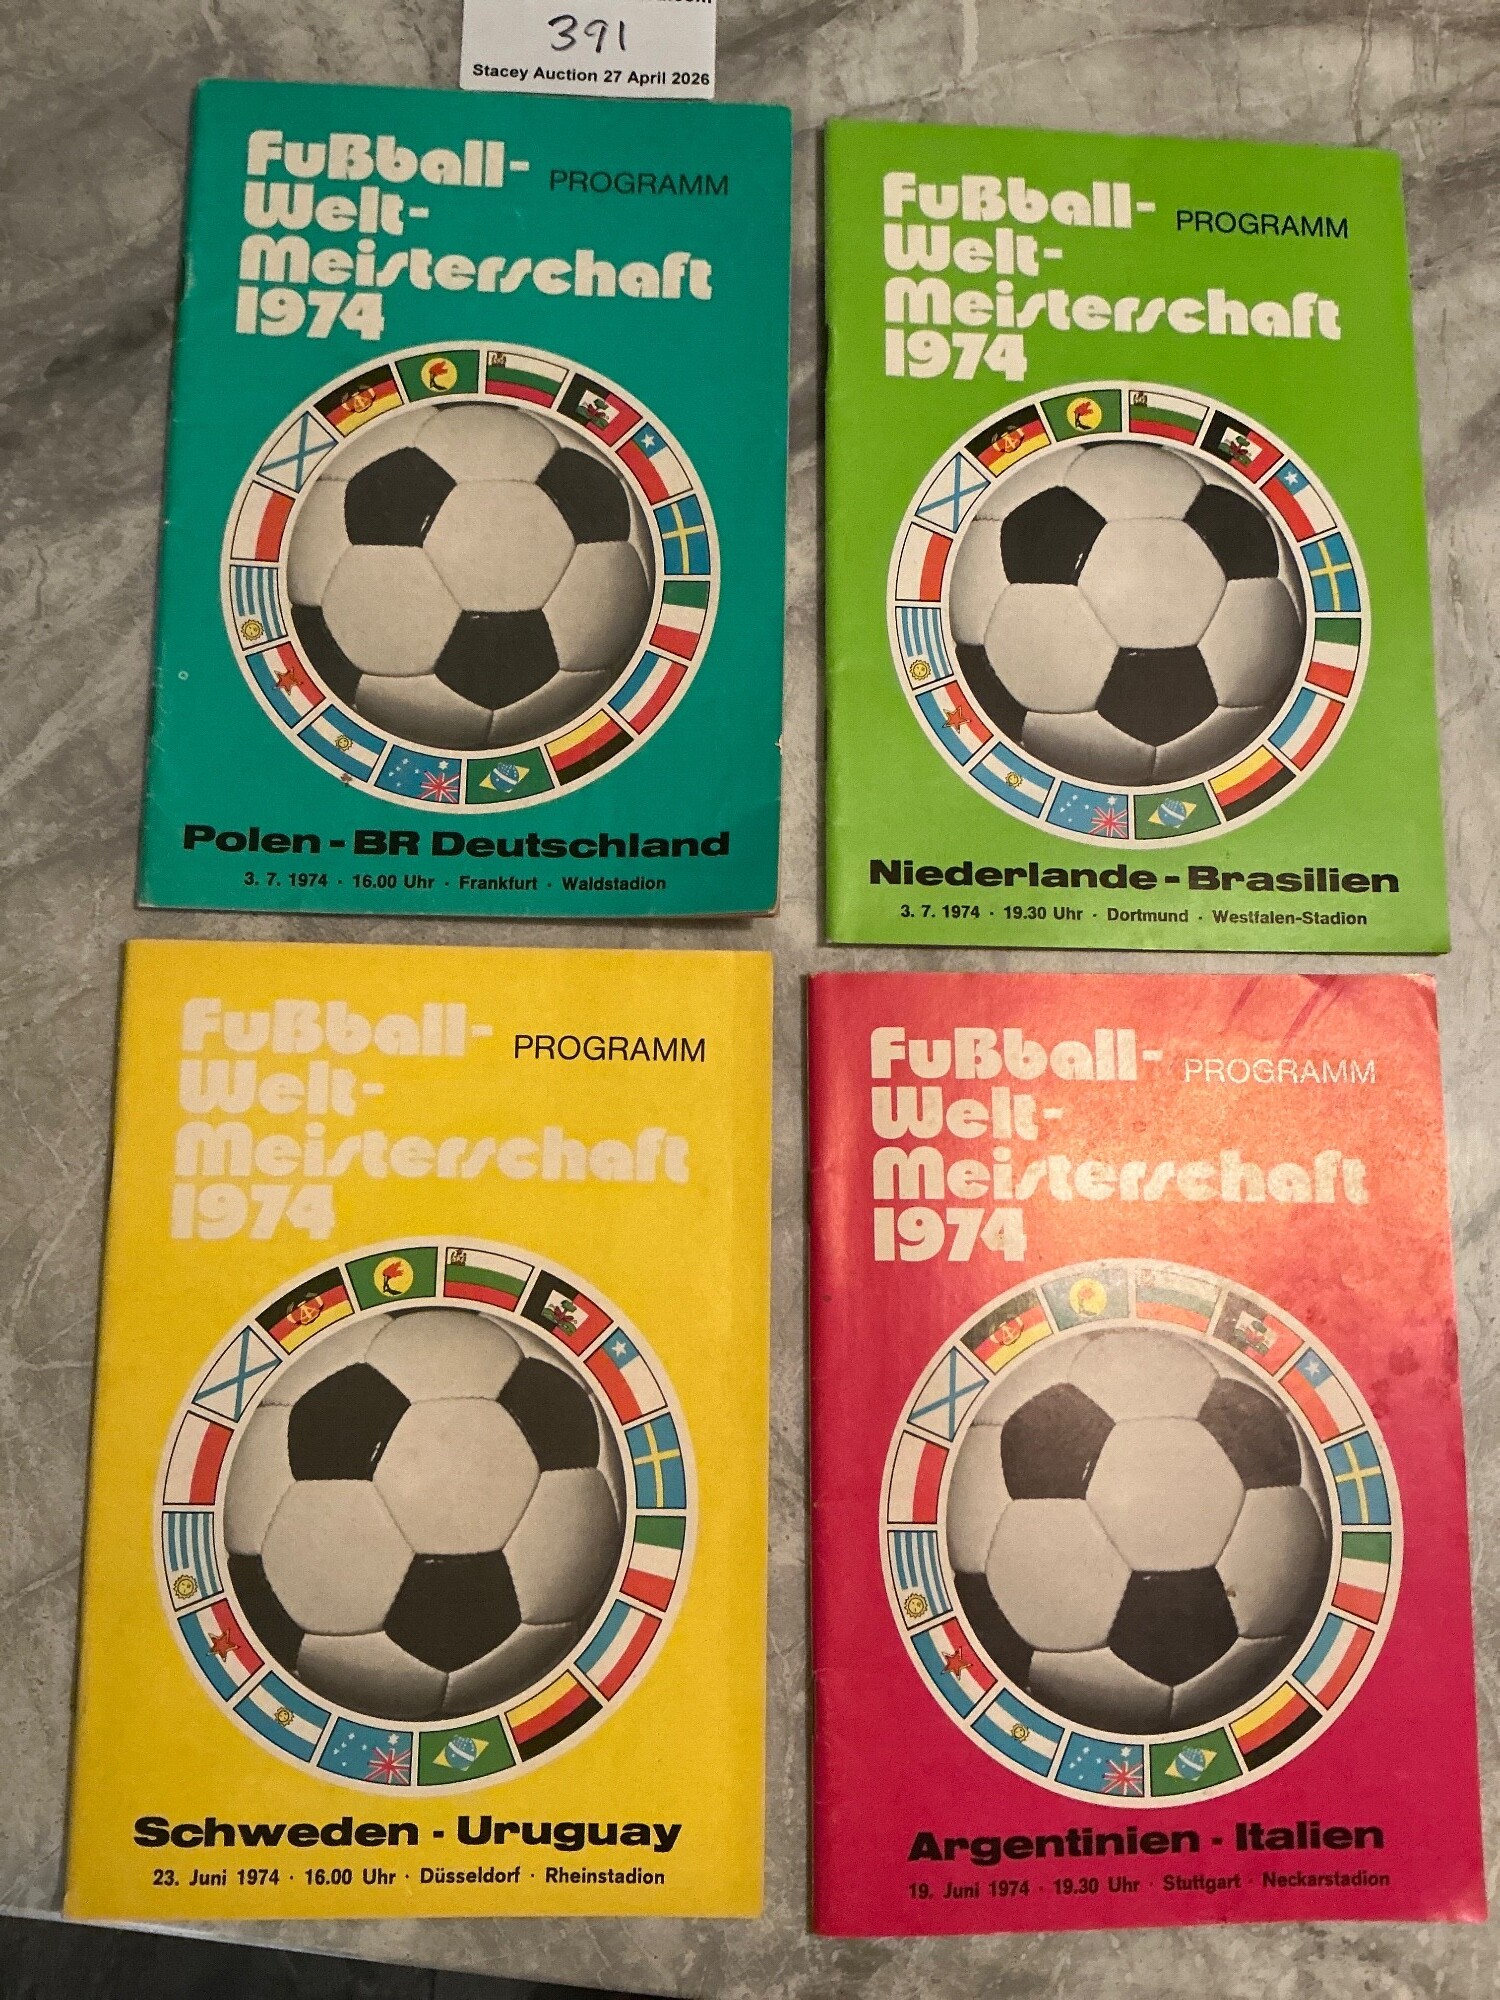 391
Stacey Auction 27 April 2026
Fußball-
Welt-
Meisterschaft
1974
PROGRAMM
Polen - BR Deutschland
3. 7. 1974 · 16.00 Uhr · Frankfurt · Waldstadion
Fußball-
Welt-
Meisterschaft
1974
PROGRAMM
Niederlande - Brasilien
3. 7. 1974 · 19.30 Uhr · Dortmund · Westfalen-Stadion
Fußball-
Welt-
Meisterschaft
1974
PROGRAMM
Schweden - Uruguay
23. Juni 1974 · 16.00 Uhr · Düsseldorf · Rheinstadion
Fußball-
Welt-
Meisterschaft
1974
PROGRAMM
Argentinien - Italien
19. Juni 1974 · 19.30 Uhr · Stuttgart · Neckarstadion